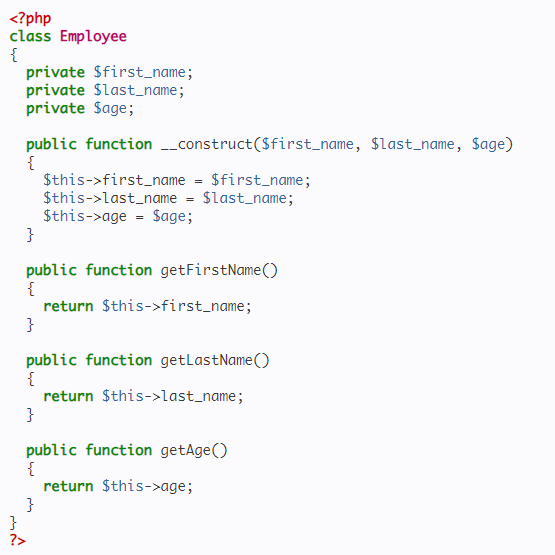 <?php
class Employee
{
  private $first_name;
  private $last_name;
  private $age;

  public function __construct($first_name, $last_name, $age)
  {
    $this->first_name = $first_name;
    $this->last_name = $last_name;
    $this->age = $age;
  }

  public function getFirstName()
  {
    return $this->first_name;
  }

  public function getLastName()
  {
    return $this->last_name;
  }

  public function getAge()
  {
    return $this->age;
  }
}
?>